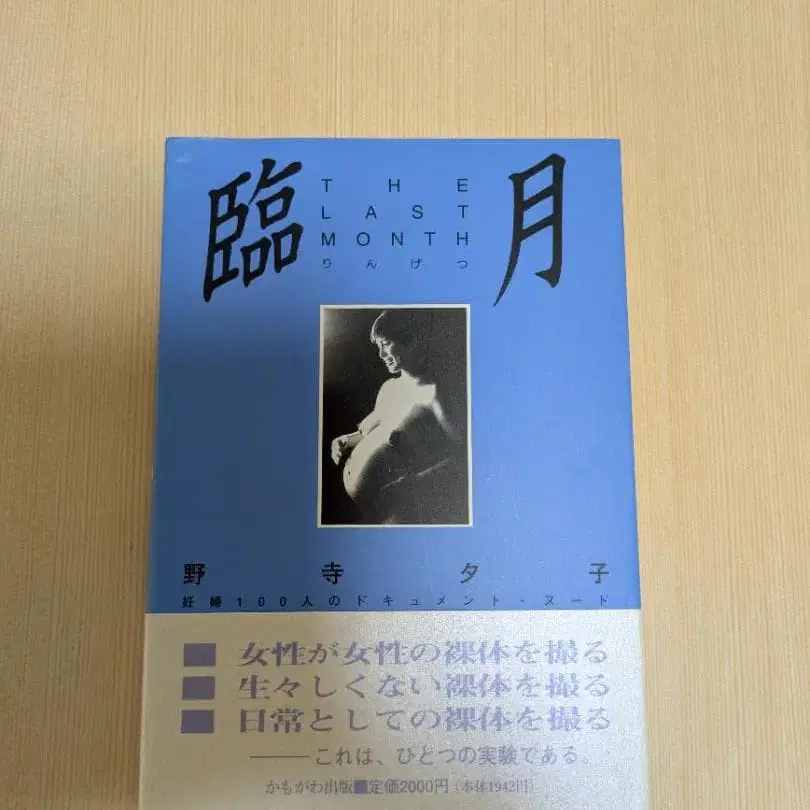 臨月
THE
LAST
MONTH
りんげつ
野寺夕子
妊婦100人のドキュメント・ヌード
■ 女性が女性の裸体を撮る
■ 生々しくない裸体を撮る
■ 日常としての裸体を撮る
——これは、ひとつの実験である。
かもがわ出版■定価2000円（本体1942円）